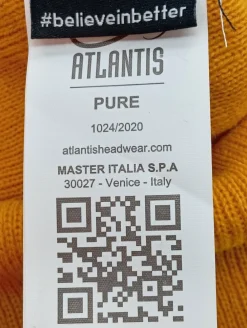 #believeinbetter
ATLANTIS
PURE
1024/2020
atlantisheadwear.com
MASTER ITALIA S.P.A
30027 - Venice - Italy